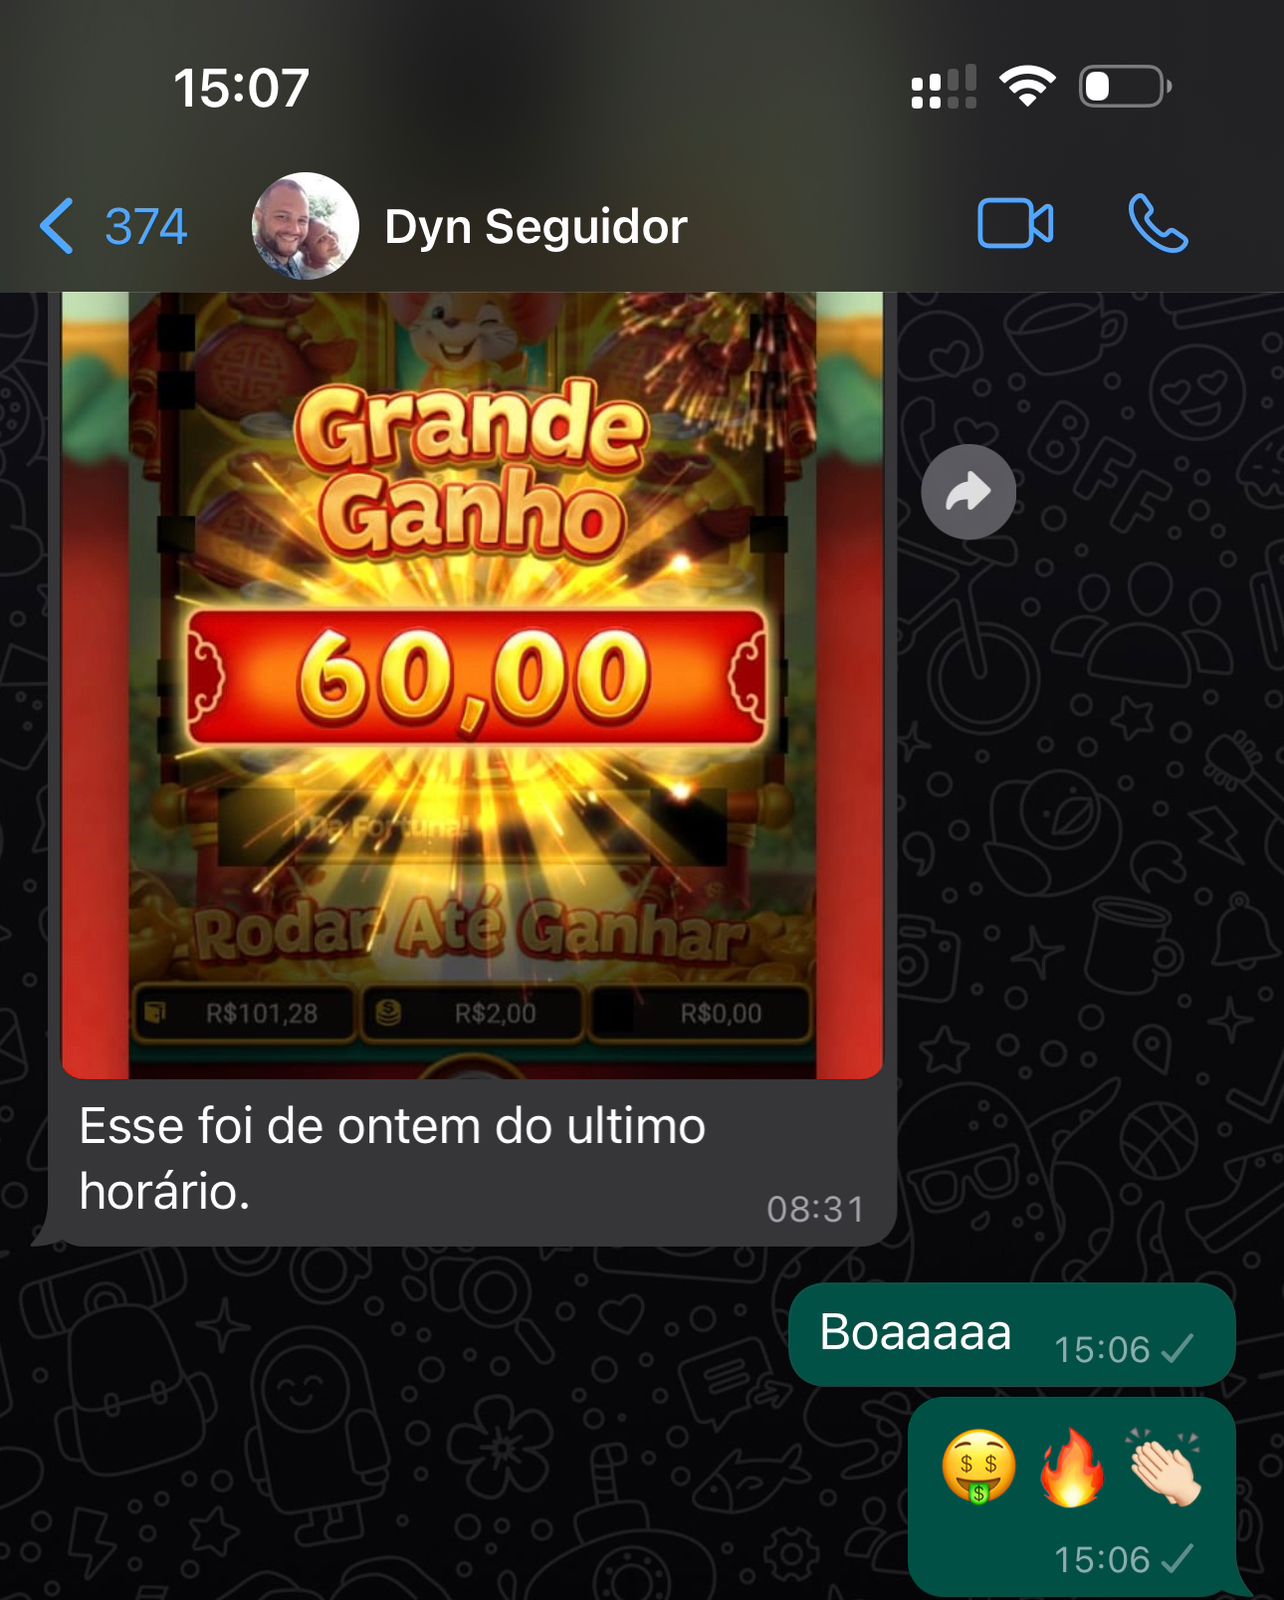 15:07
374
Dyn Seguidor
BFF
Grande
Ganho
60,00
Da Fortuna!
Rodar Até Ganhar
R$101,28
R$2,00
R$0,00
Esse foi de ontem do ultimo
horário.
08:31
Boaaaaa
15:06
15:06